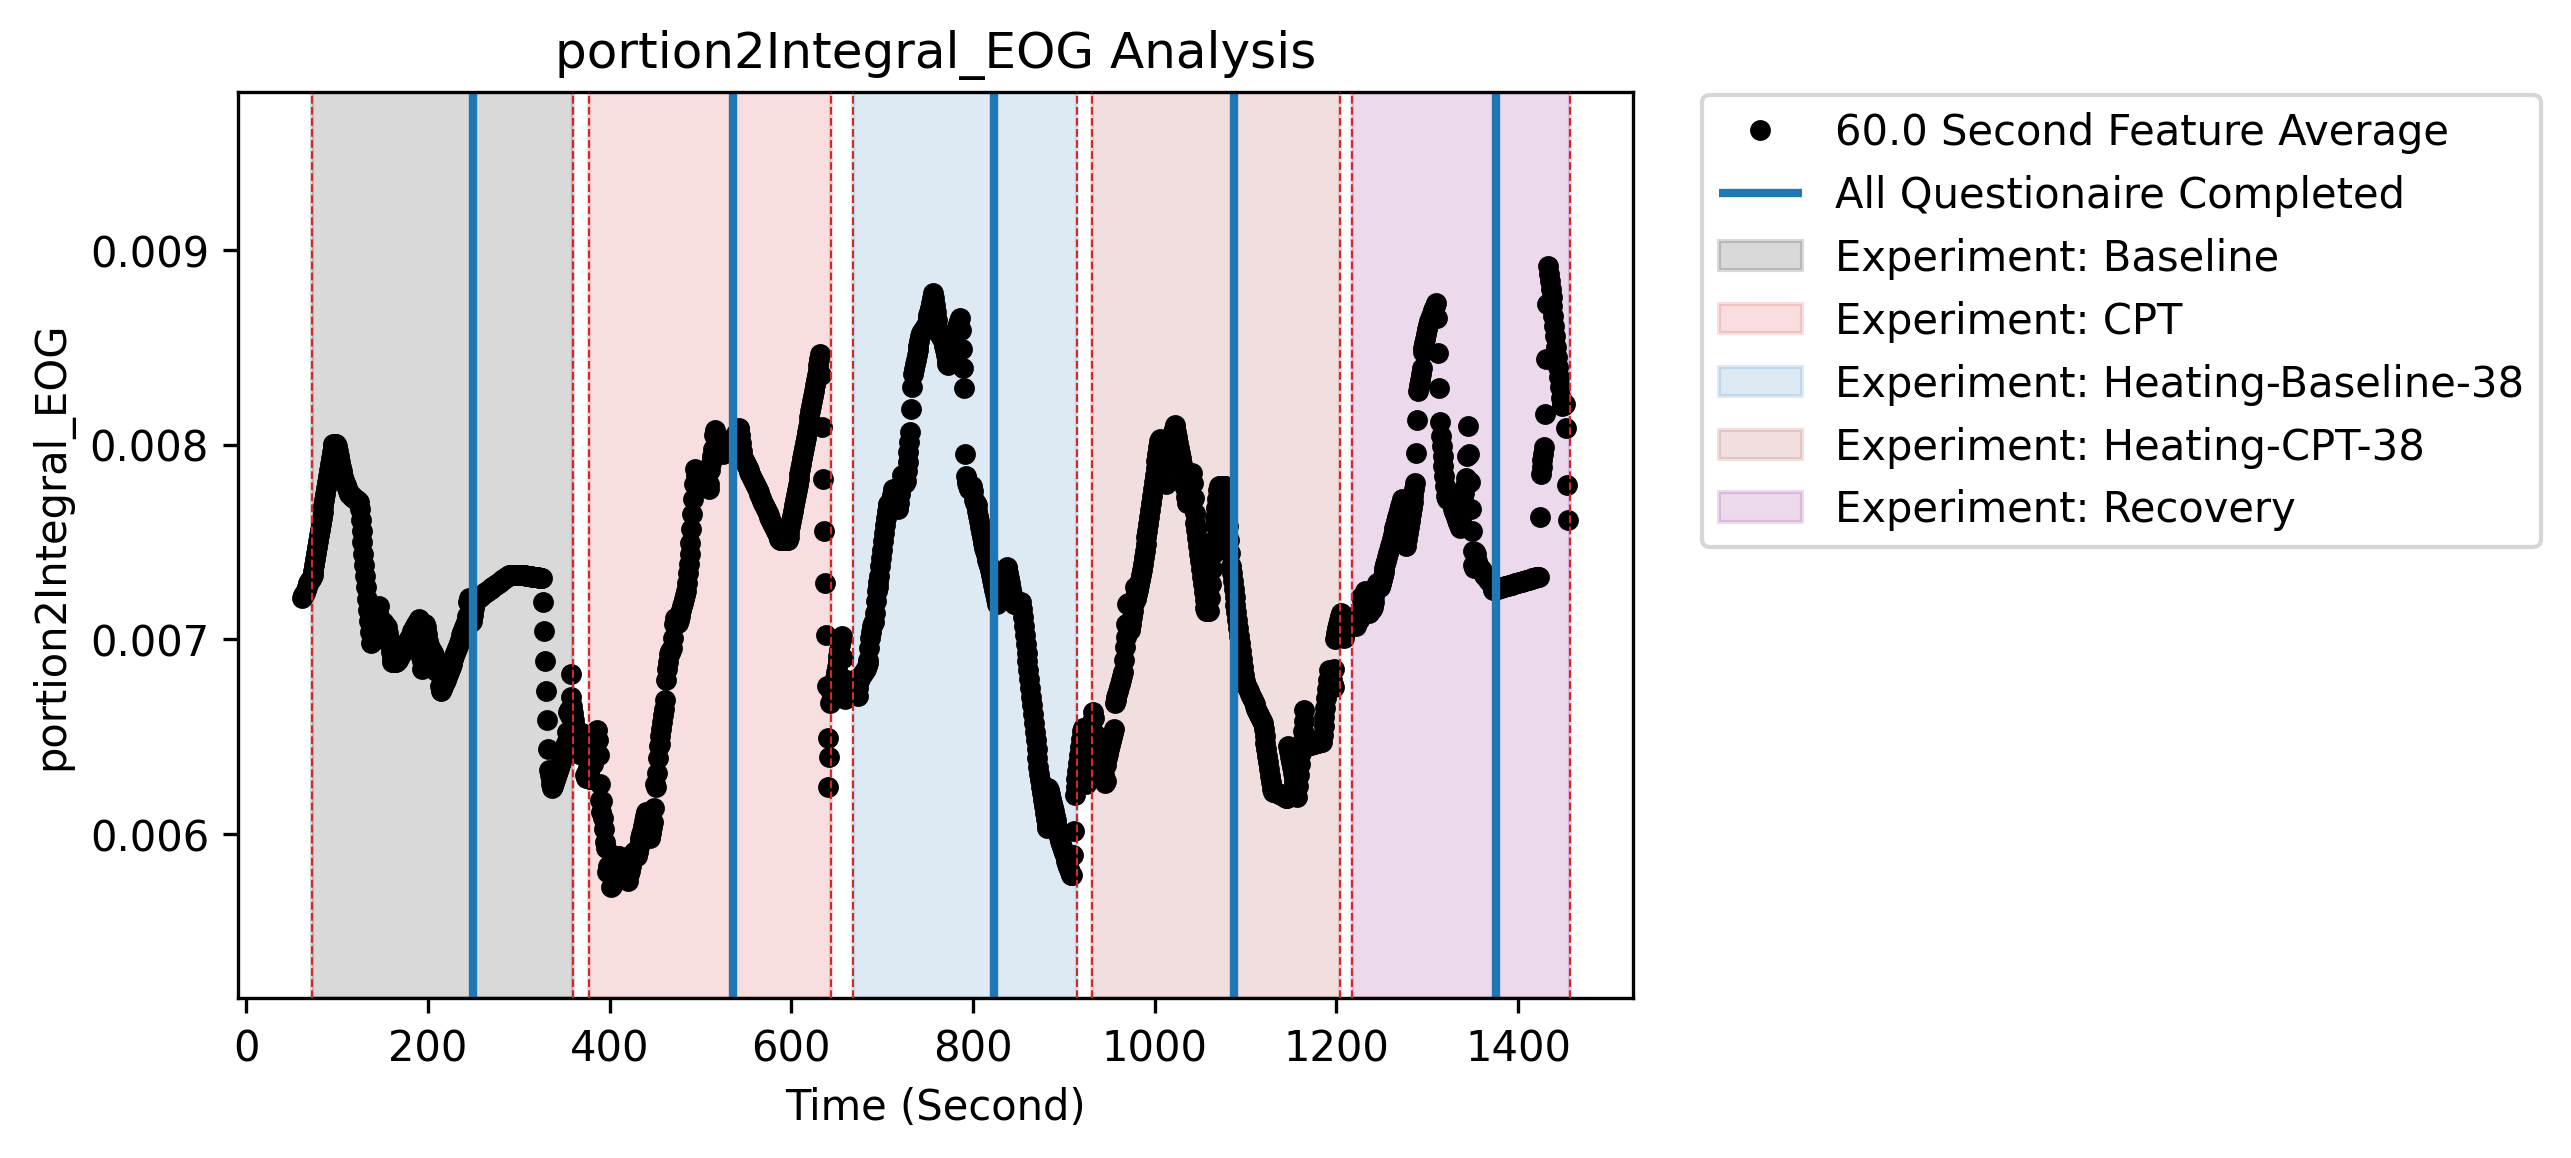 portion2Integral_EOG Analysis
portion2Integral_EOG
0.009
0.008
0.007
0.006
0 200 400 600 800 1000 1200 1400
Time (Second)
60.0 Second Feature Average
All Questionaire Completed
Experiment: Baseline
Experiment: CPT
Experiment: Heating-Baseline-38
Experiment: Heating-CPT-38
Experiment: Recovery